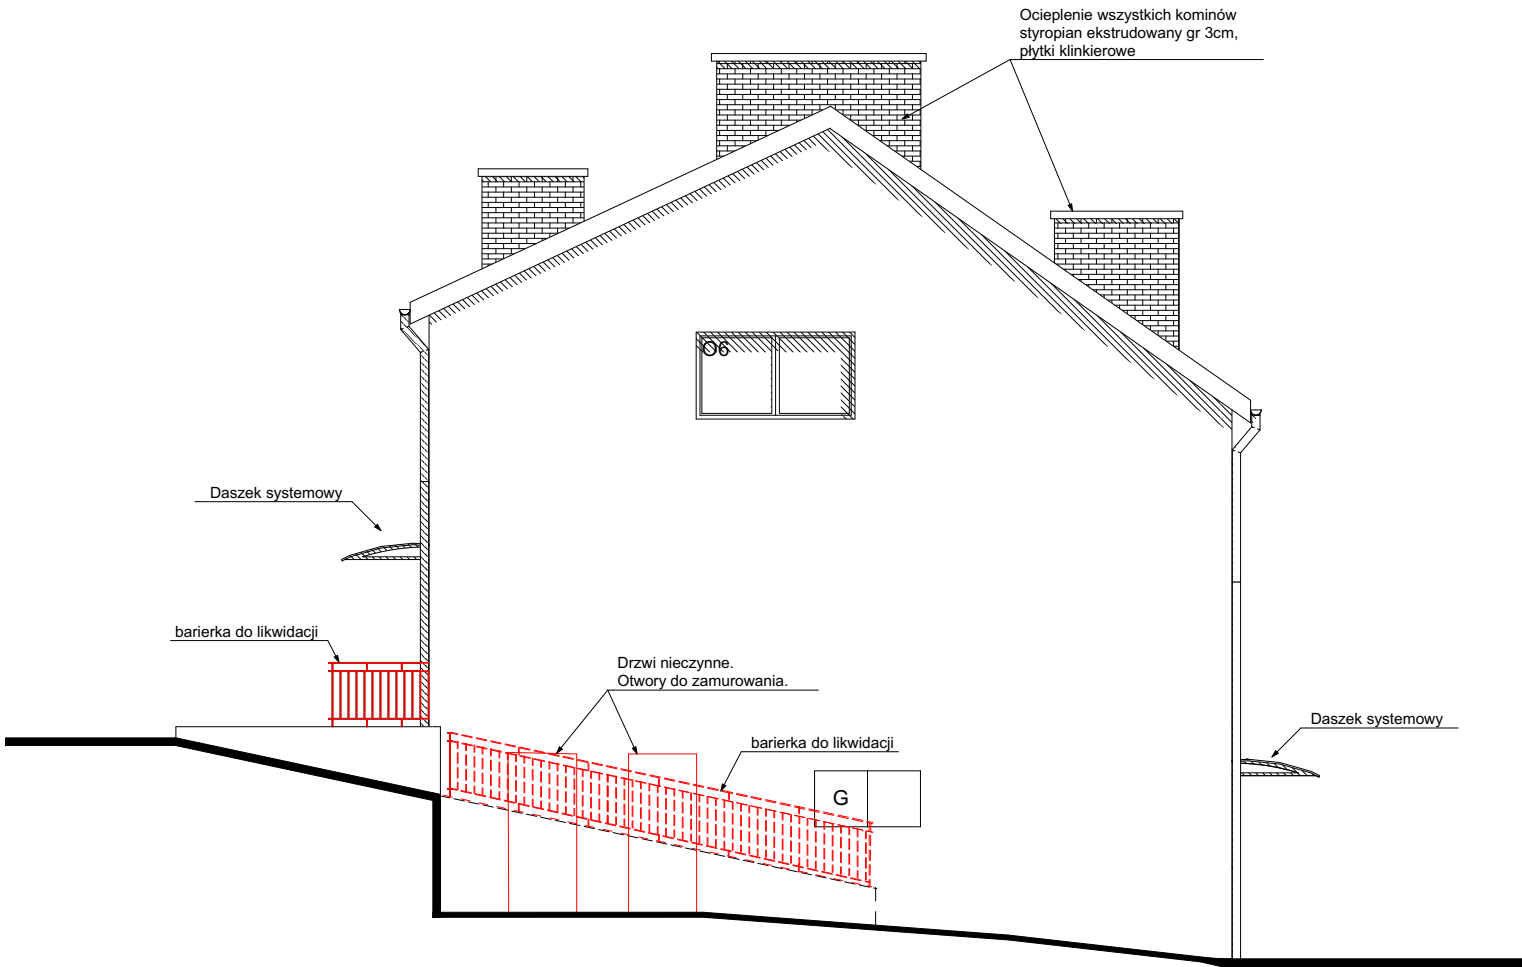 Ocieplenie wszystkich kominów
styropian ekstrudowany gr 3cm,
płytki klinkierowe
O6
Daszek systemowy
barierka do likwidacji
Drzwi nieczynne.
Otwory do zamurowania.
barierka do likwidacji
Daszek systemowy
G